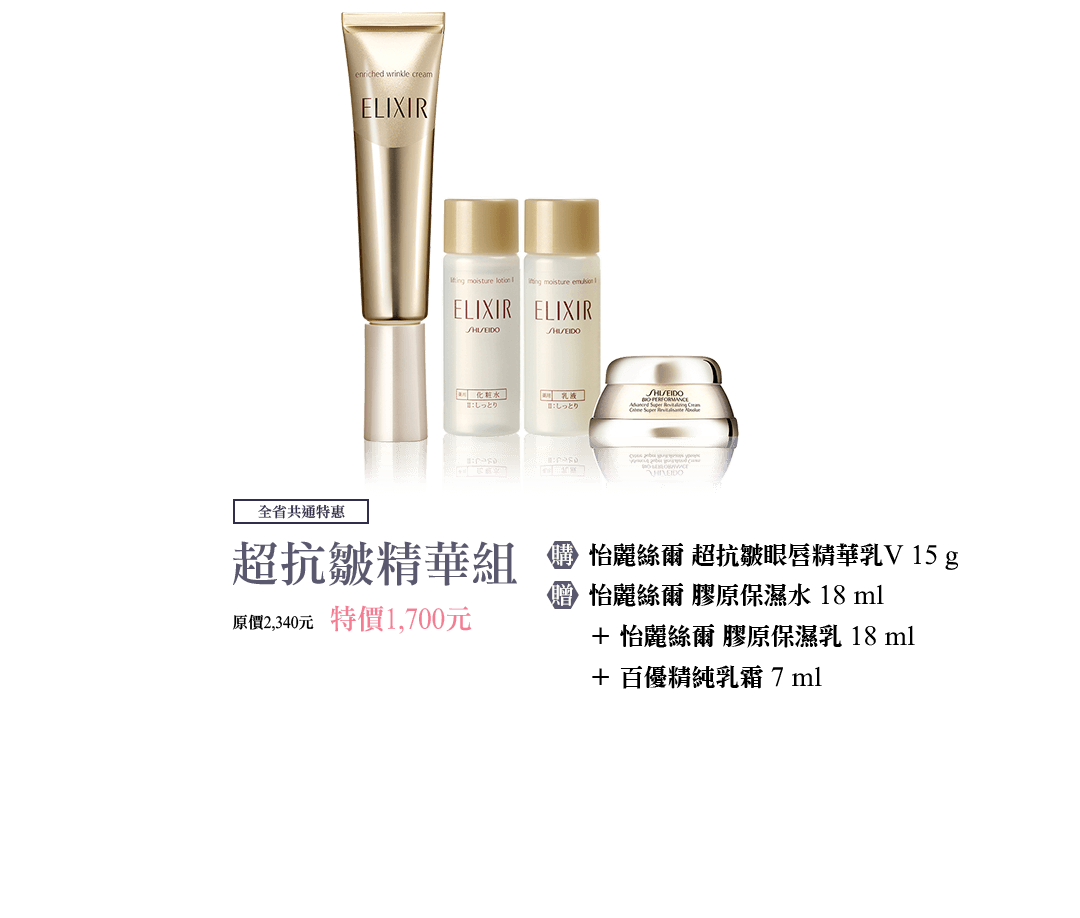 enriched wrinkle cream
ELIXIR
lifting moisture lotion II
ELIXIR
SHISEIDO
薬用 化粧水
II:しっとり
lifting moisture emulsion II
ELIXIR
SHISEIDO
薬用 乳液
II:しっとり
SHISEIDO
BIO-PERFORMANCE
Advanced Super Revitalizing Cream
Crème Super Revitalisante Absolue
全省共通特惠
超抗皺精華組
原價2,340元 特價1,700元
購 怡麗絲爾 超抗皺眼唇精華乳V 15 g
贈 怡麗絲爾 膠原保濕水 18 ml
＋ 怡麗絲爾 膠原保濕乳 18 ml
＋ 百優精純乳霜 7 ml